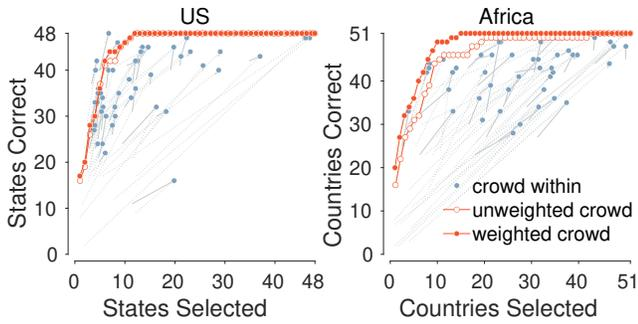 US
States Correct
48
40
30
20
10
0
0 10 20 30 40 48
States Selected
Africa
Countries Correct
51
40
30
20
10
0
crowd within
unweighted crowd
weighted crowd
0 10 20 30 40 51
Countries Selected